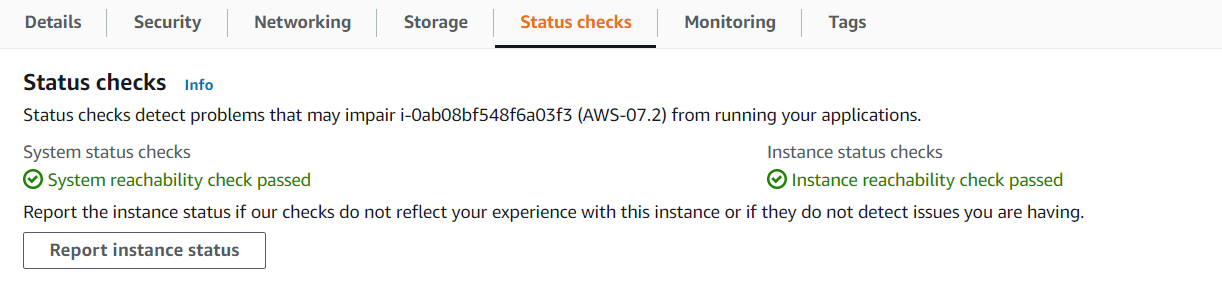 Details
Security
Networking
Storage
Status checks
Monitoring
Tags
Status checks Info
Status checks detect problems that may impair i-0ab08bf548f6a03f3 (AWS-07.2) from running your applications.
System status checks
Instance status checks
System reachability check passed
Instance reachability check passed
Report the instance status if our checks do not reflect your experience with this instance or if they do not detect issues you are having.
Report instance status